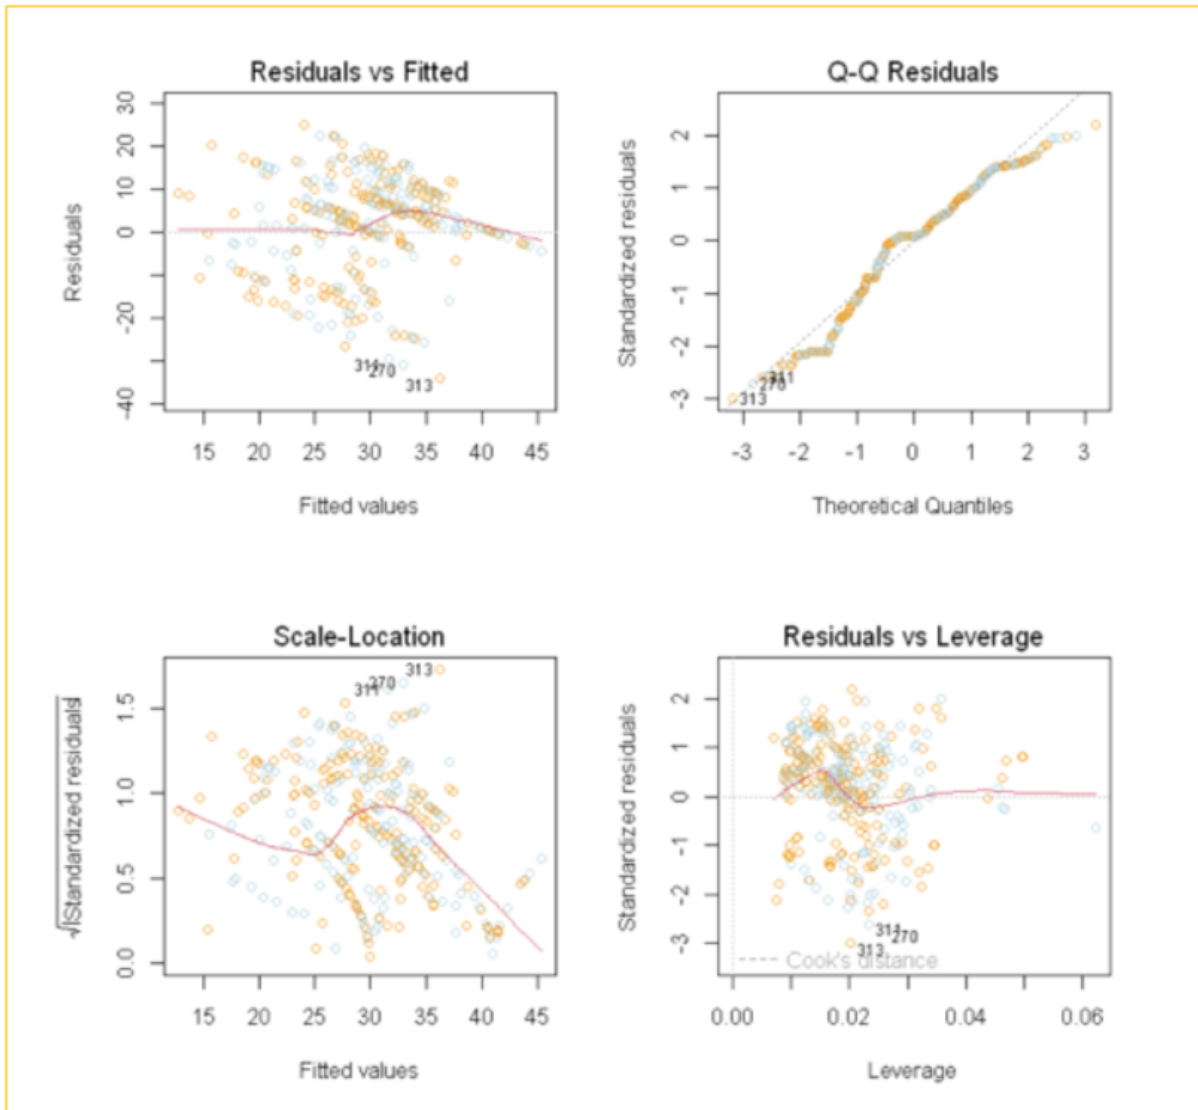 Residuals vs Fitted
Residuals
30
20
10
0
-20
-40
15 20 25 30 35 40 45
311
270
313
Fitted values
Q-Q Residuals
Standardized residuals
2
1
0
-1
-2
-3
-3 -2 -1 0 1 2 3
311
270
313
Theoretical Quantiles
Scale-Location
√|Standardized residuals|
1.5
1.0
0.5
0.0
15 20 25 30 35 40 45
313
270
311
Fitted values
Residuals vs Leverage
Standardized residuals
2
1
0
-1
-2
-3
0.00 0.02 0.04 0.06
311
270
313
Cook's distance
Leverage